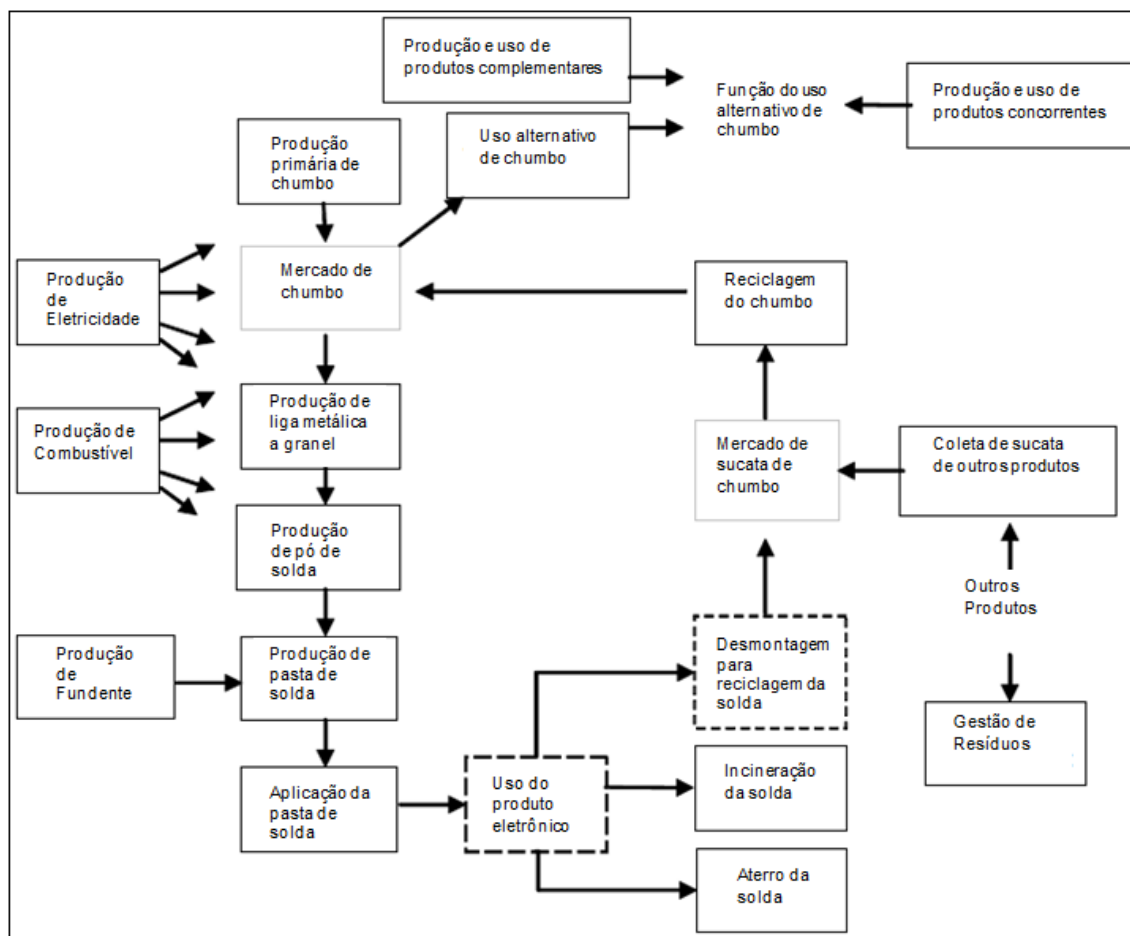 Produção e uso de
produtos complementares
Função do uso
alternativo de
chumbo
Produção e uso de
produtos concorrentes
Uso alternativo
de chumbo
Produção
primária de
chumbo
Produção
de
Eletricidade
Mercado de
chumbo
Reciclagem
do chumbo
Produção de
Combustível
Produção de
liga metálica
a granel
Mercado de
sucata de
chumbo
Coleta de sucata
de outros produtos
Produção
de pó de
solda
Outros
Produtos
Produção
de
Fundente
Produção de
pasta de
solda
Desmontagem
para
reciclagem da
solda
Gestão de
Resíduos
Aplicação da
pasta de
solda
Uso do
produto
eletrônico
Incineração
da solda
Aterro da
solda